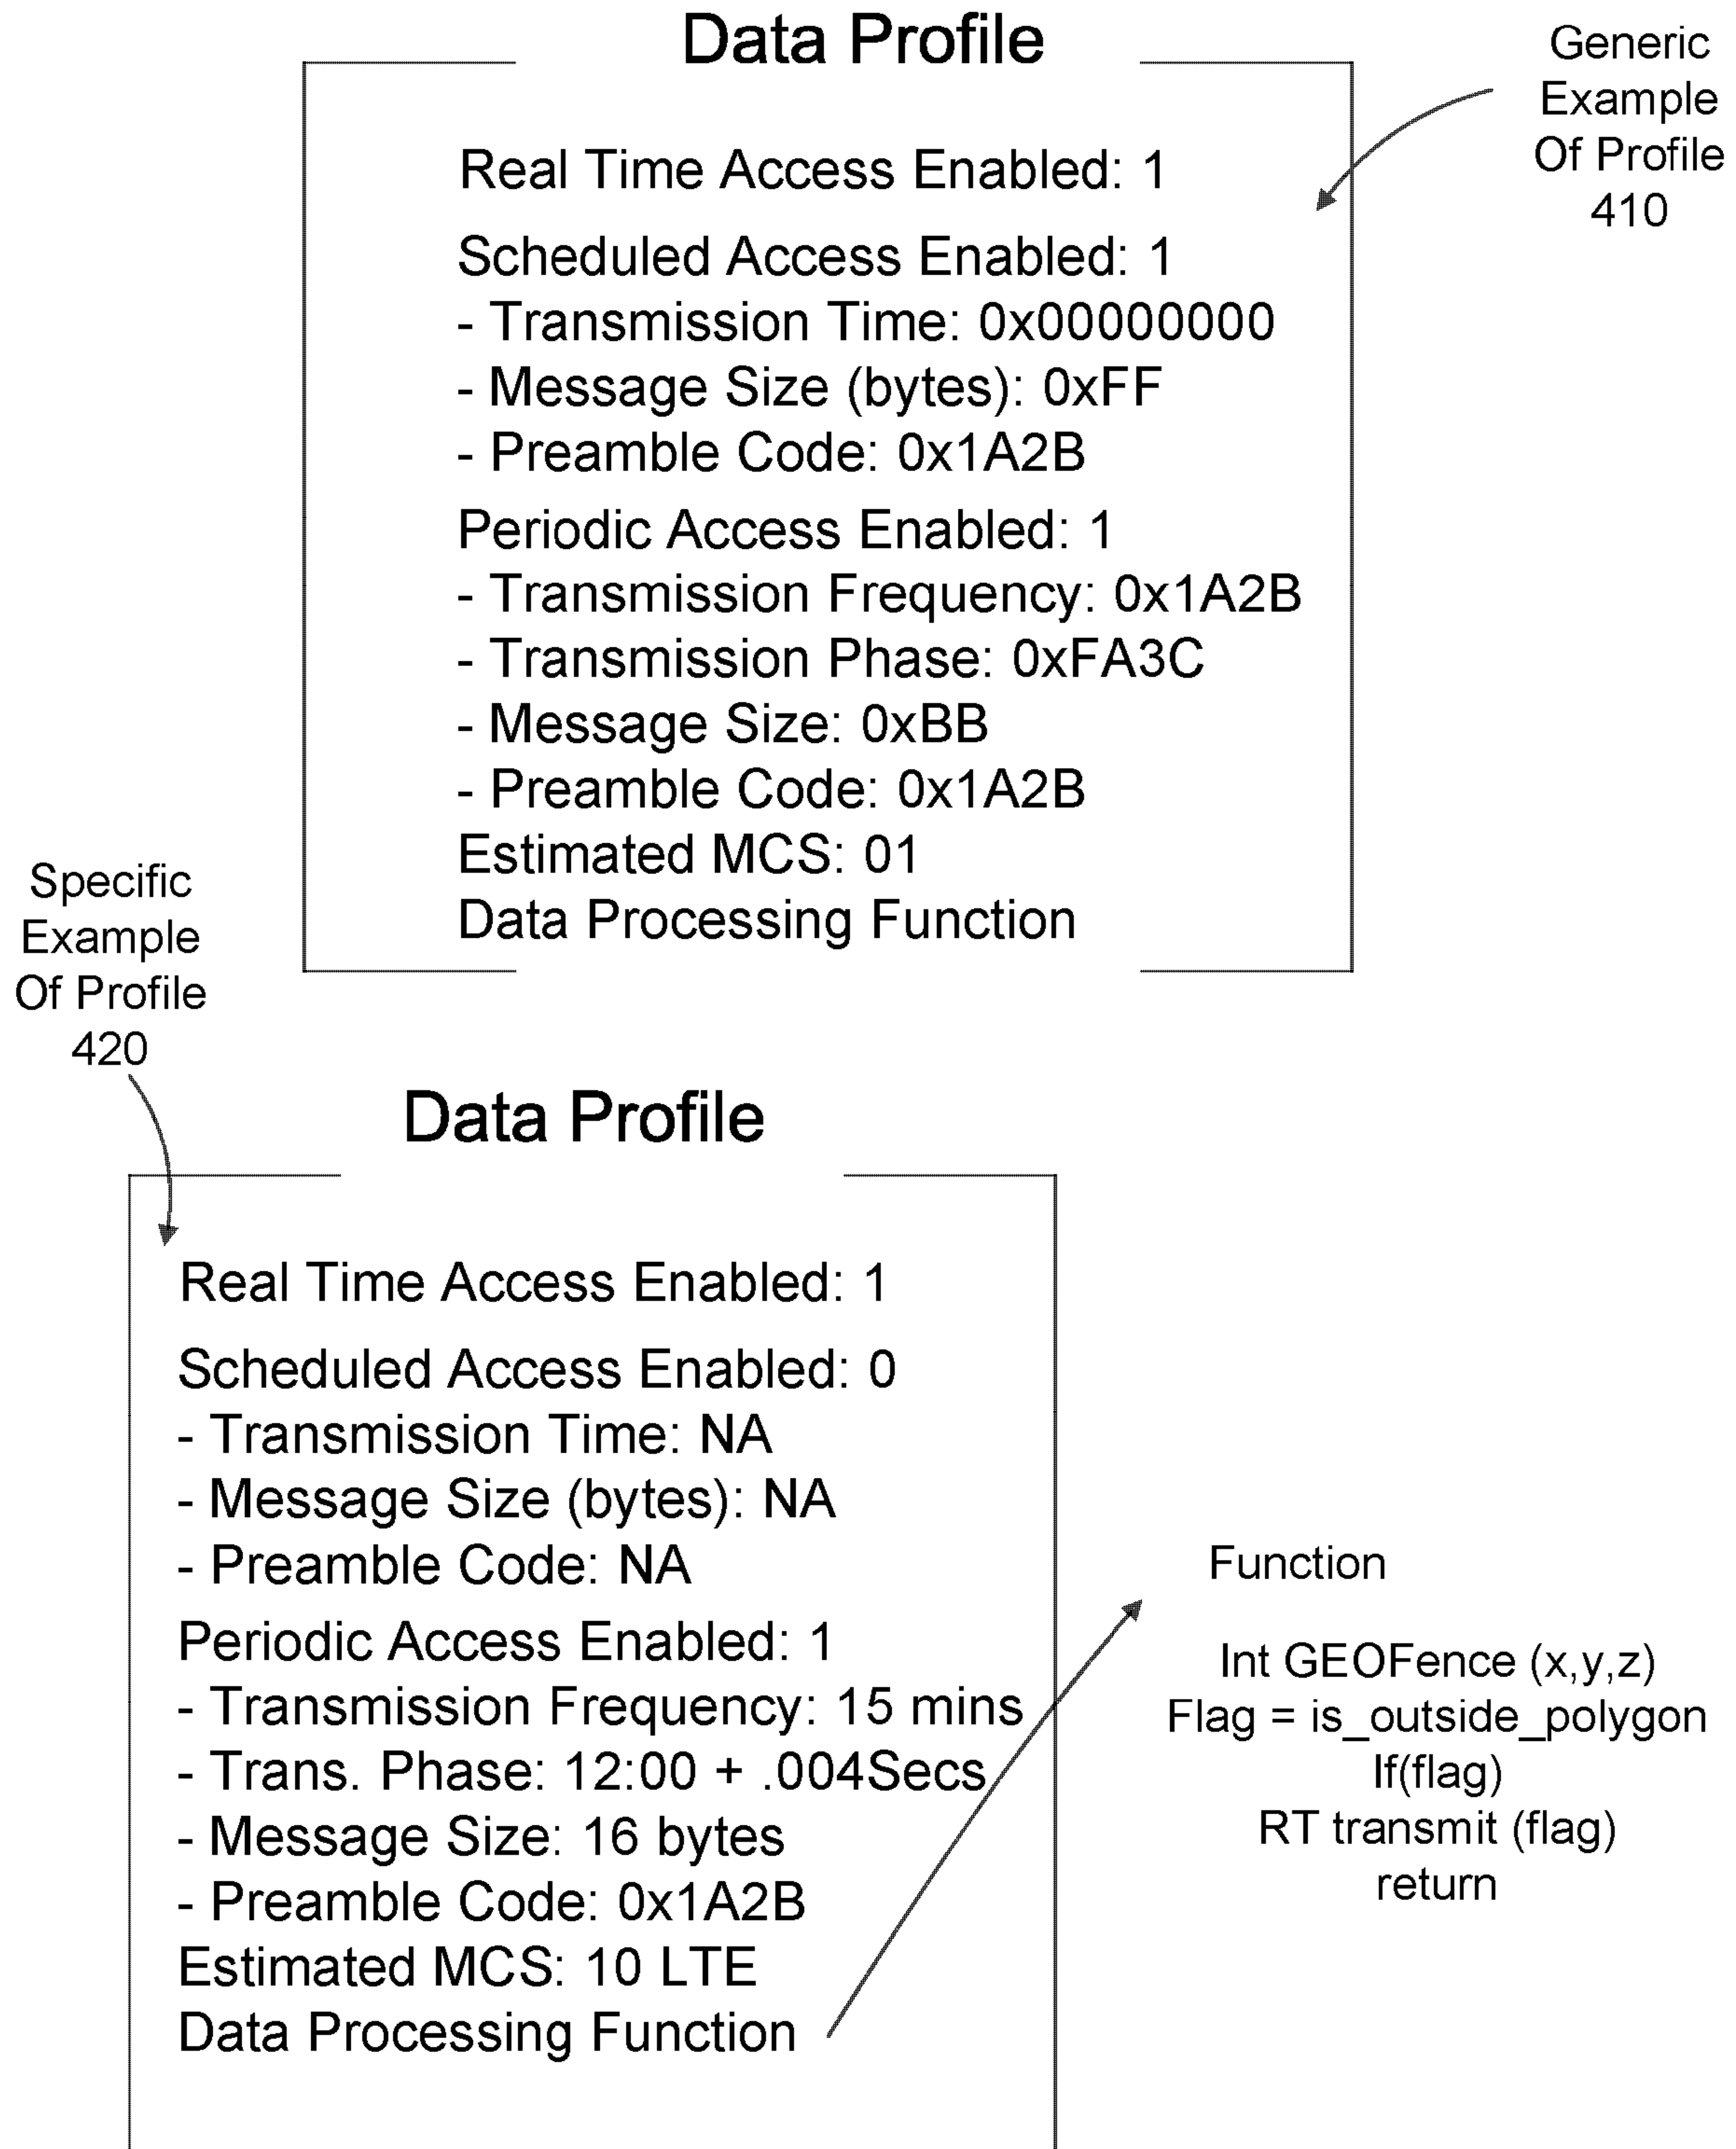 Data Profile
Generic
Example
Of Profile
410
Real Time Access Enabled: 1
Scheduled Access Enabled: 1
- Transmission Time: 0x00000000
- Message Size (bytes): 0xFF
- Preamble Code: 0x1A2B
Periodic Access Enabled: 1
- Transmission Frequency: 0x1A2B
- Transmission Phase: 0xFA3C
- Message Size: 0xBB
- Preamble Code: 0x1A2B
Estimated MCS: 01
Data Processing Function
Specific
Example
Of Profile
420
Data Profile
Real Time Access Enabled: 1
Scheduled Access Enabled: 0
- Transmission Time: NA
- Message Size (bytes): NA
- Preamble Code: NA
Periodic Access Enabled: 1
- Transmission Frequency: 15 mins
- Trans. Phase: 12:00 + .004Secs
- Message Size: 16 bytes
- Preamble Code: 0x1A2B
Estimated MCS: 10 LTE
Data Processing Function
Function
Int GEOFence (x,y,z)
Flag = is_outside_polygon
If(flag)
RT transmit (flag)
return